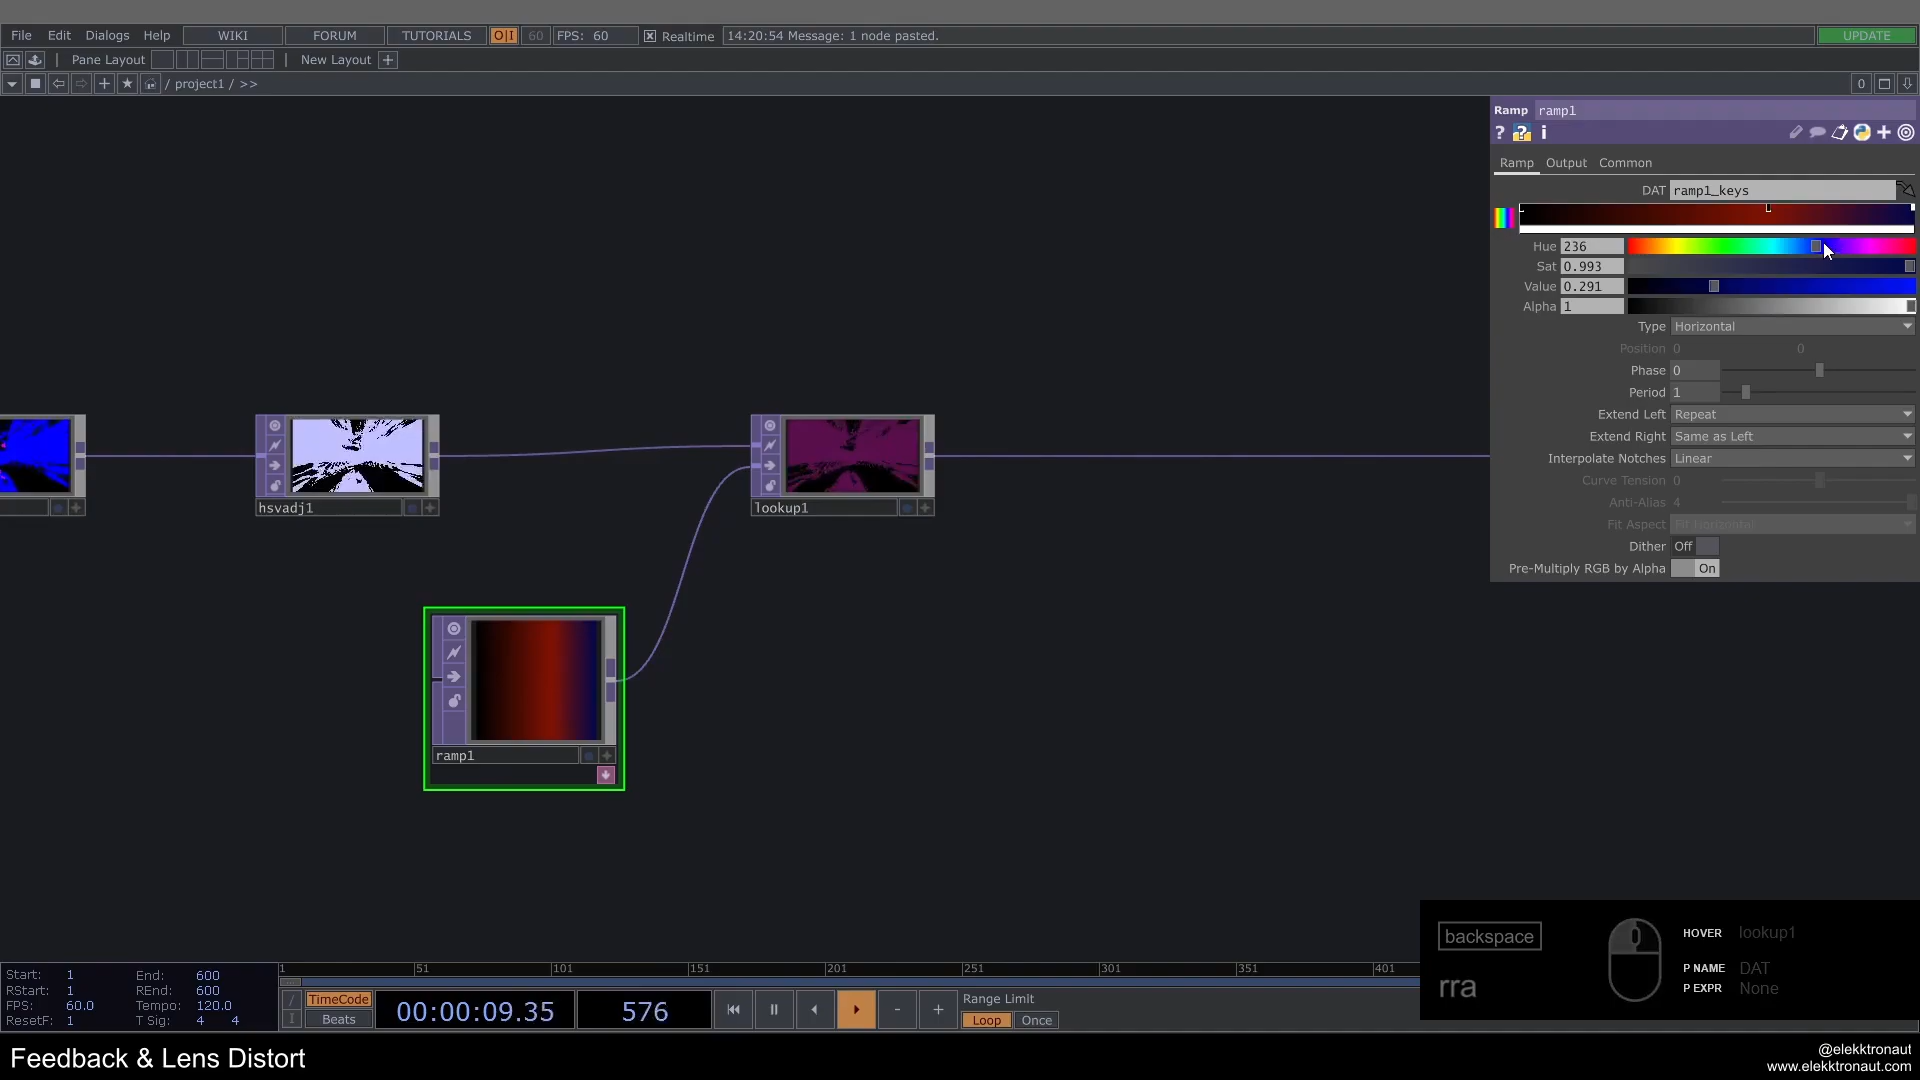 File Edit Dialogs Help WIKI FORUM TUTORIALS O|I 60 FPS: 60 Realtime 14:20:54 Message: 1 node pasted. UPDATE
Pane Layout New Layout +
/ project1 / >> 0
Ramp ramp1
? ? i
Ramp Output Common
DAT ramp1_keys
Hue 236
Sat 0.993
Value 0.291
Alpha 1
Type Horizontal
Position 0 0
Phase 0
Period 1
Extend Left Repeat
Extend Right Same as Left
Interpolate Notches Linear
Curve Tension 0
Anti-Alias 4
Fit Aspect Fit Horizontal
Dither Off
Pre-Multiply RGB by Alpha On
hsvadj1
lookup1
ramp1
backspace
rra
HOVER lookup1
P NAME DAT
P EXPR None
Start: 1 End: 600
RStart: 1 REnd: 600
FPS: 60.0 Tempo: 120.0
ResetF: 1 T Sig: 4 4
1 51 101 151 201 251 301 351 401
TimeCode
Beats
00:00:09.35
576
- +
Range Limit
Loop Once
Feedback & Lens Distort
@elekktronaut
www.elekktronaut.com